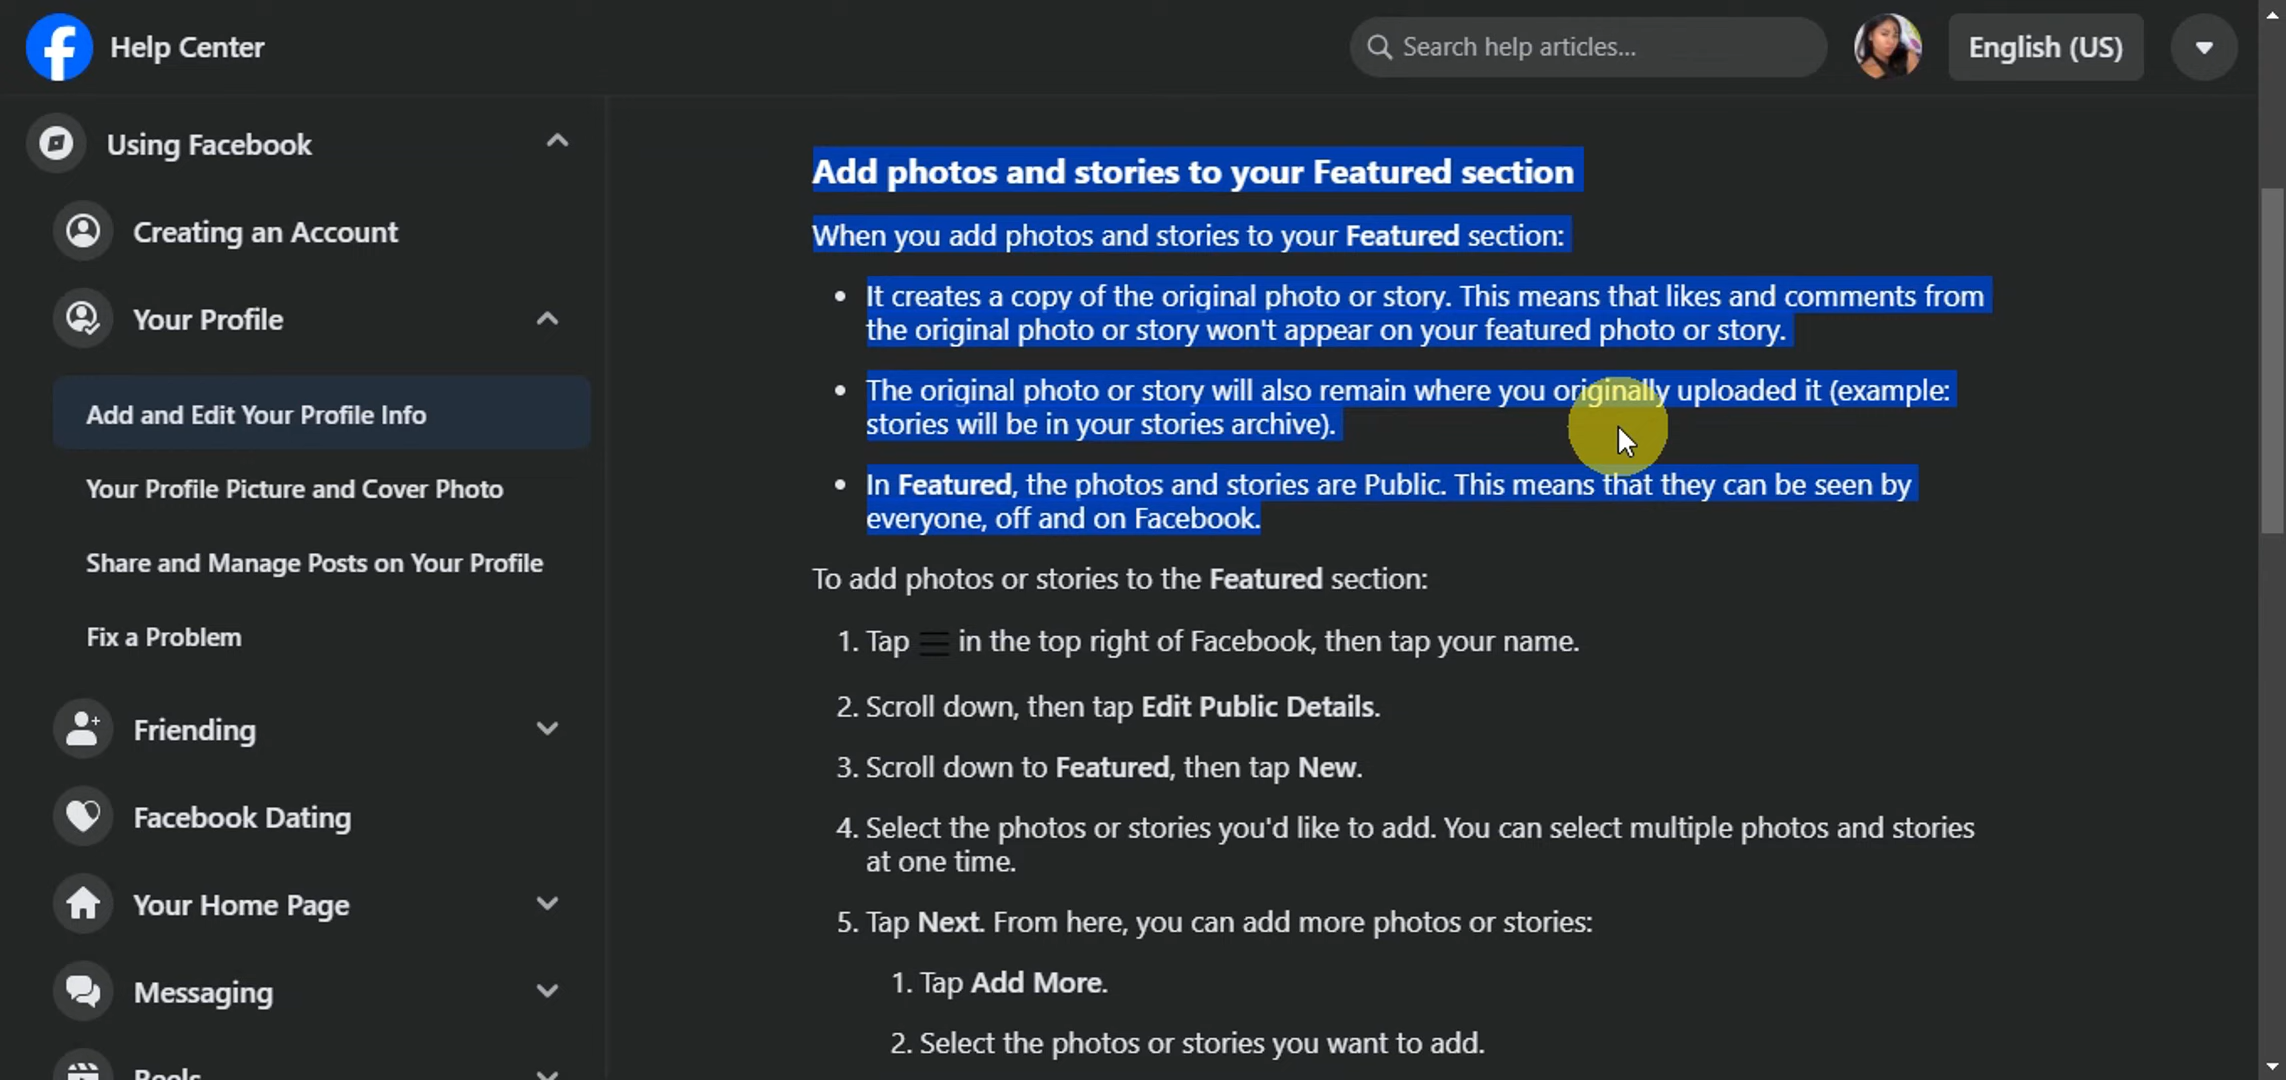 Help Center
Search help articles...
English (US)
Using Facebook
Creating an Account
Your Profile
Add and Edit Your Profile Info
Your Profile Picture and Cover Photo
Share and Manage Posts on Your Profile
Fix a Problem
Friending
Facebook Dating
Your Home Page
Messaging
Reels
Add photos and stories to your Featured section
When you add photos and stories to your Featured section:
• It creates a copy of the original photo or story. This means that likes and comments from
the original photo or story won't appear on your featured photo or story.
• The original photo or story will also remain where you originally uploaded it (example:
stories will be in your stories archive).
• In Featured, the photos and stories are Public. This means that they can be seen by
everyone, off and on Facebook.
To add photos or stories to the Featured section:
1. Tap in the top right of Facebook, then tap your name.
2. Scroll down, then tap Edit Public Details.
3. Scroll down to Featured, then tap New.
4. Select the photos or stories you'd like to add. You can select multiple photos and stories
at one time.
5. Tap Next. From here, you can add more photos or stories:
1. Tap Add More.
2. Select the photos or stories you want to add.